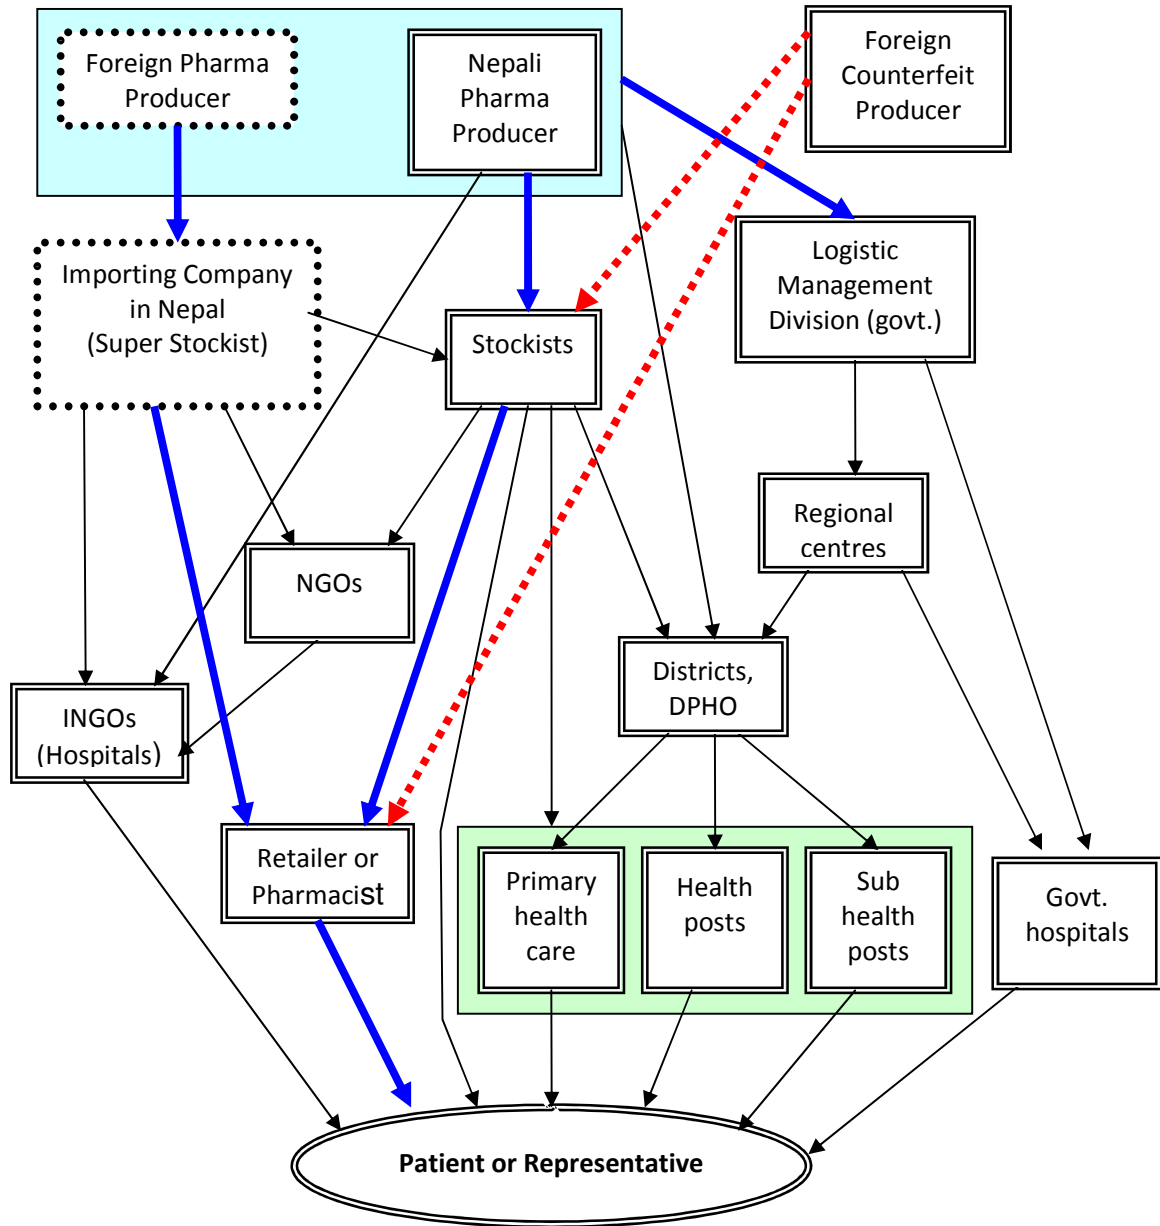 Foreign Pharma
Producer
Nepali
Pharma
Producer
Foreign
Counterfeit
Producer
Importing Company
in Nepal
(Super Stockist)
Stockists
Logistic
Management
Division (govt.)
Regional
centres
NGOs
Districts,
DPHO
INGOs
(Hospitals)
Retailer or
Pharmacist
Primary
health
care
Health
posts
Sub
health
posts
Govt.
hospitals
Patient or Representative